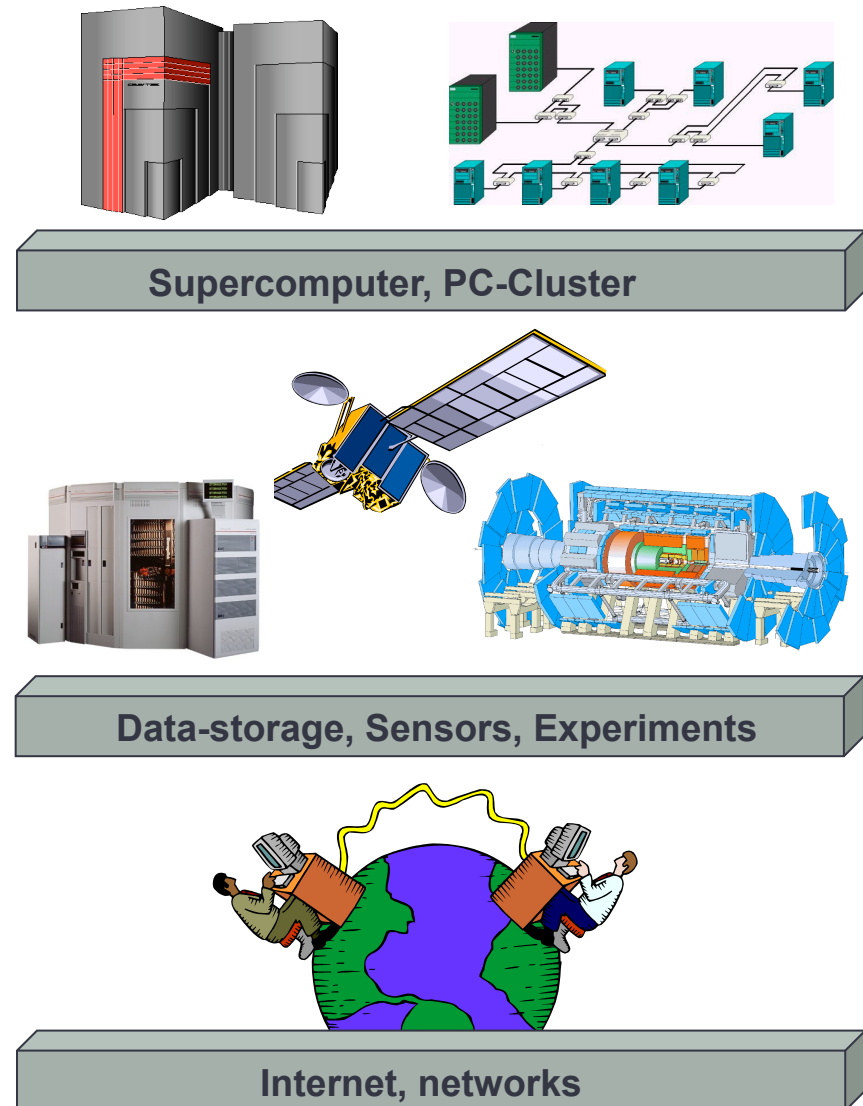 Supercomputer, PC-Cluster
Data-storage, Sensors, Experiments
Internet, networks